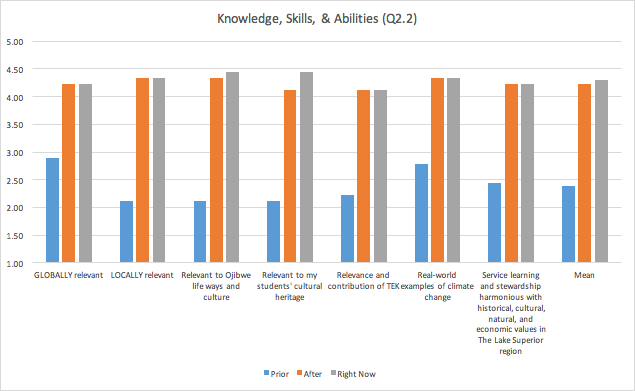 Knowledge, Skills, & Abilities (Q2.2)
5.00
4.50
4.00
3.50
3.00
2.50
2.00
1.50
1.00
GLOBALLY relevant
LOCALLY relevant
Relevant to Ojibwe
life ways and
culture
Relevant to my
students' cultural
heritage
Relevance and
contribution of TEK
Real-world
examples of climate
change
Service learning
and stewardship
harmonious with
historical, cultural,
natural, and
economic values in
The Lake Superior
region
Mean
Prior
After
Right Now